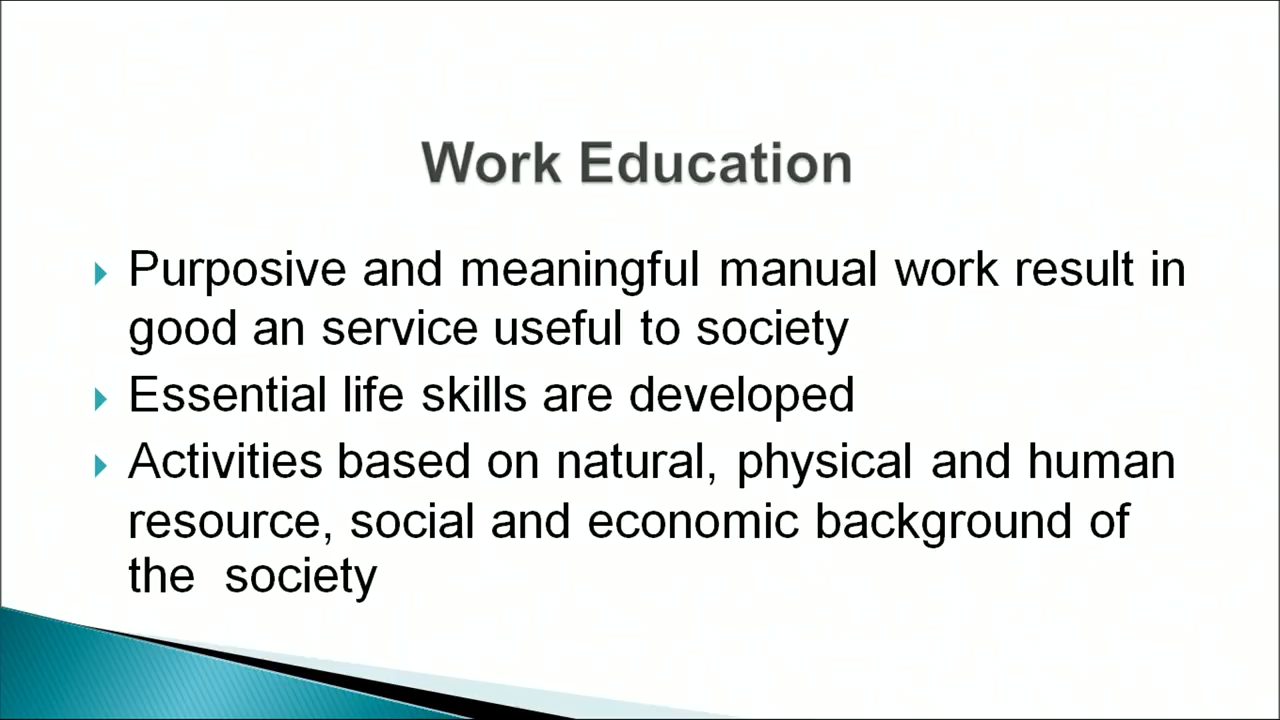 Work Education
Purposive and meaningful manual work result in
good an service useful to society
Essential life skills are developed
Activities based on natural, physical and human
resource, social and economic background of
the society